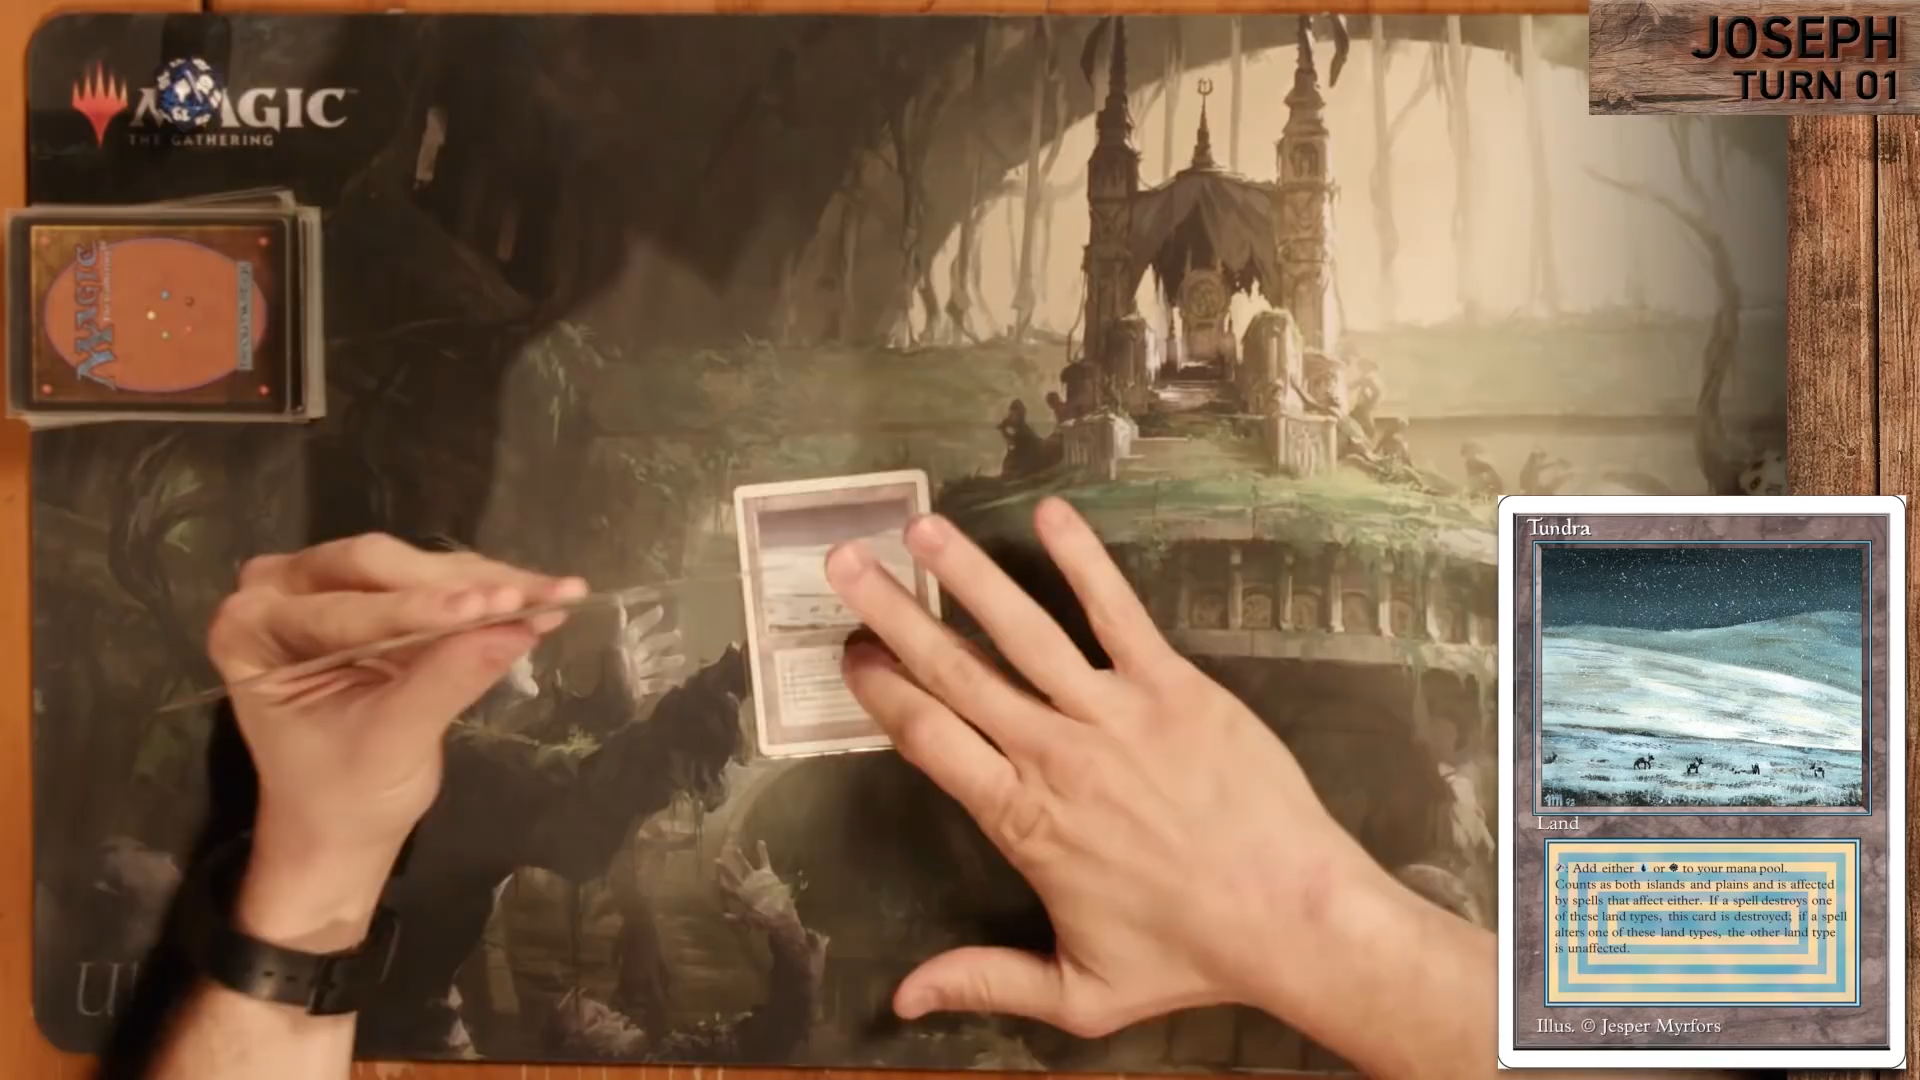 JOSEPH
TURN 01
MAGIC
THE GATHERING
MAGIC
Tundra
Land
: Add either or to your mana pool.
Counts as both islands and plains and is affected
by spells that affect either. If a spell destroys one
of these land types, this card is destroyed; if a spell
alters one of these land types, the other land type
is unaffected.
Illus. © Jesper Myrfors